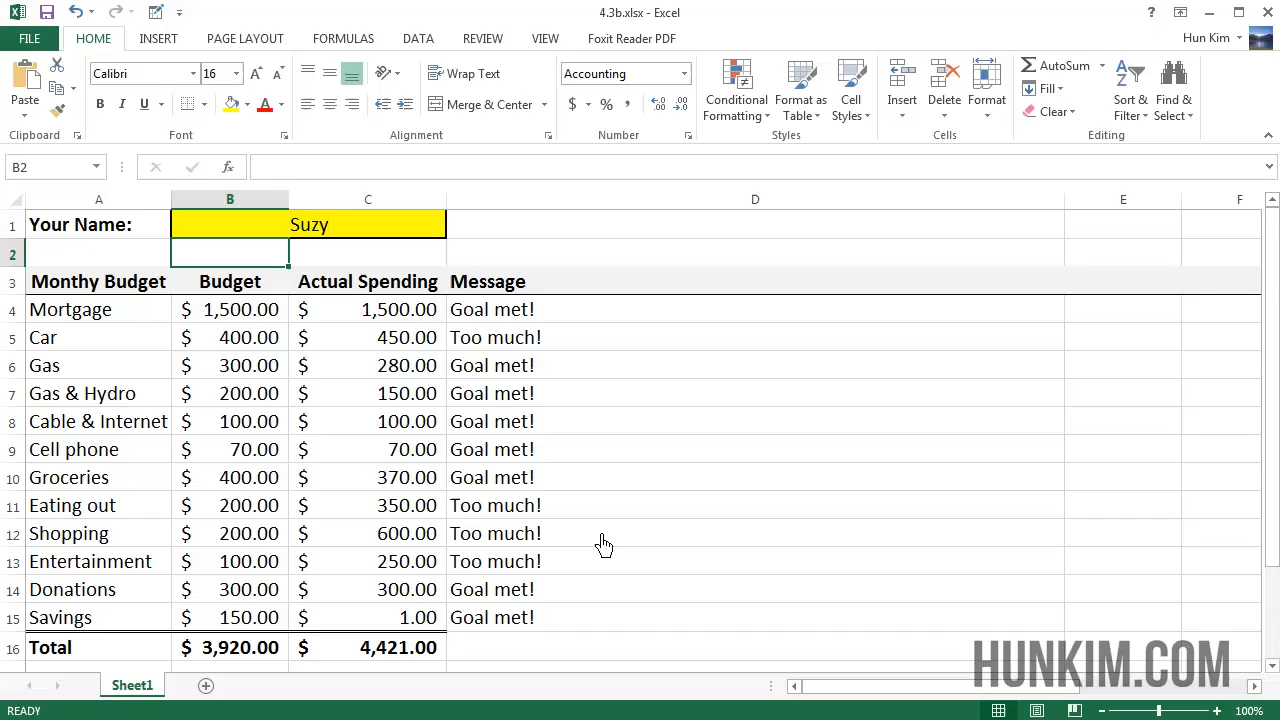 4.3b.xlsx - Excel
FILE HOME INSERT PAGE LAYOUT FORMULAS DATA REVIEW VIEW Foxit Reader PDF Hun Kim
Paste Calibri 16 Wrap Text Accounting Conditional Formatting Format as Table Cell Styles Insert Delete Format AutoSum Sort & Filter Find & Select
B I U Merge & Center $ % , Fill
Clear
Clipboard Font Alignment Number Styles Cells Editing
B2 fx
A B C D E F
1 Your Name: Suzy
2
3 Monthy Budget Budget Actual Spending Message
4 Mortgage $ 1,500.00 $ 1,500.00 Goal met!
5 Car $ 400.00 $ 450.00 Too much!
6 Gas $ 300.00 $ 280.00 Goal met!
7 Gas & Hydro $ 200.00 $ 150.00 Goal met!
8 Cable & Internet $ 100.00 $ 100.00 Goal met!
9 Cell phone $ 70.00 $ 70.00 Goal met!
10 Groceries $ 400.00 $ 370.00 Goal met!
11 Eating out $ 200.00 $ 350.00 Too much!
12 Shopping $ 200.00 $ 600.00 Too much!
13 Entertainment $ 100.00 $ 250.00 Too much!
14 Donations $ 300.00 $ 300.00 Goal met!
15 Savings $ 150.00 $ 1.00 Goal met!
16 Total $ 3,920.00 $ 4,421.00
HUNKIM.COM
Sheet1
READY 100%